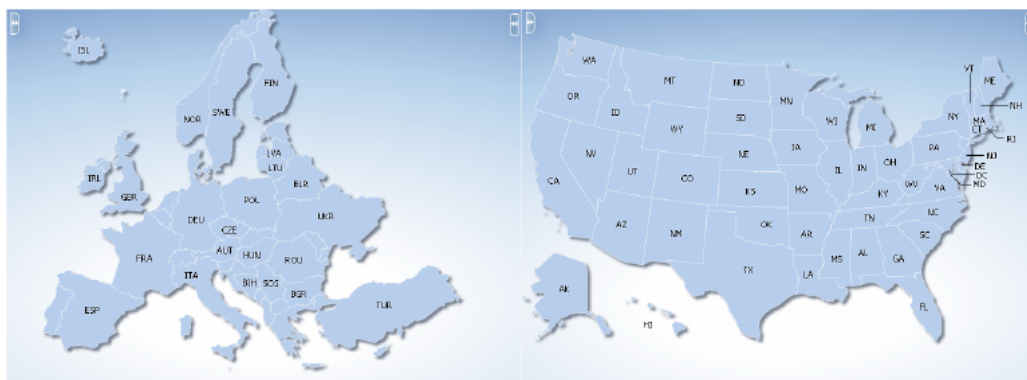 ISL
FIN
SWE
NOR
LVA
LTU
IRL
GBR
BLR
POL
DEU
UKR
CZE
FRA
AUT
HUN
ROU
ITA
BIH
SOS
BGR
ESP
TUR
WA
MT
ND
VT
ME
OR
ID
MN
NH
SD
WI
NY
MA
WY
MI
CT
RI
IA
PA
NE
NJ
NV
OH
UT
IL
IN
DE
CO
DC
CA
KS
MO
WV
VA
MD
KY
NC
TN
AZ
NM
OK
AR
SC
MS
AL
GA
TX
LA
AK
FL
HI